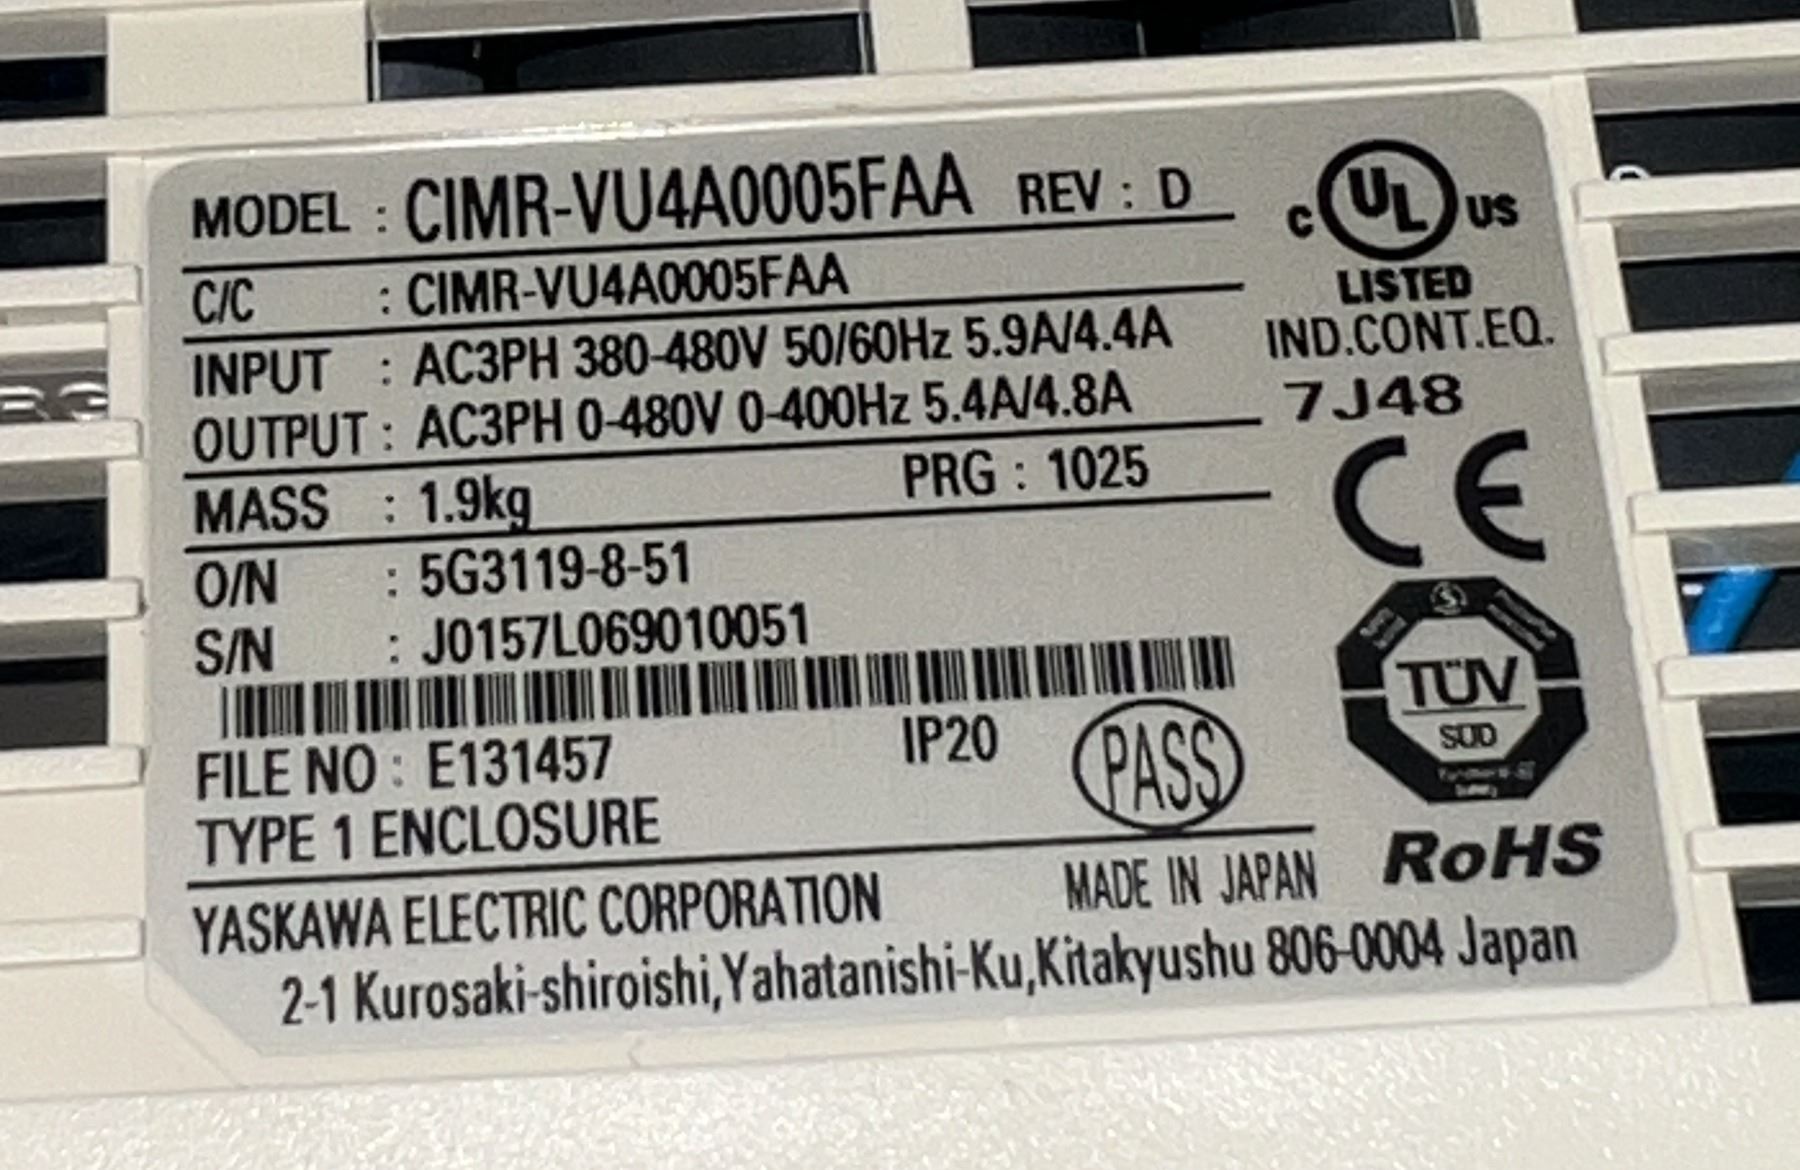 MODEL : CIMR-VU4A0005FAA REV : D
C/C : CIMR-VU4A0005FAA
INPUT : AC3PH 380-480V 50/60Hz 5.9A/4.4A
OUTPUT : AC3PH 0-480V 0-400Hz 5.4A/4.8A
MASS : 1.9kg PRG : 1025
O/N : 5G3119-8-51
S/N : J0157L069010051
FILE NO : E131457 IP20 PASS
TYPE 1 ENCLOSURE
YASKAWA ELECTRIC CORPORATION MADE IN JAPAN
2-1 Kurosaki-shiroishi,Yahatanishi-Ku,Kitakyushu 806-0004 Japan
C UL US
LISTED
IND.CONT.EQ.
7J48
CE
TÜV
SÜD
RoHS